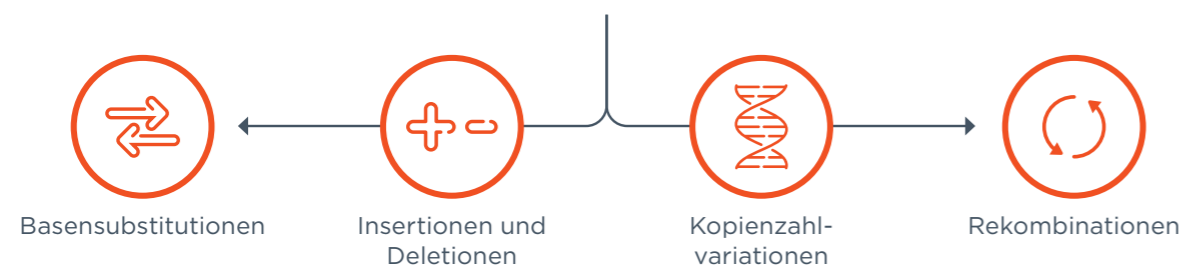 Basensubstitutionen
Insertionen und
Deletionen
Kopienzahl-
variationen
Rekombinationen